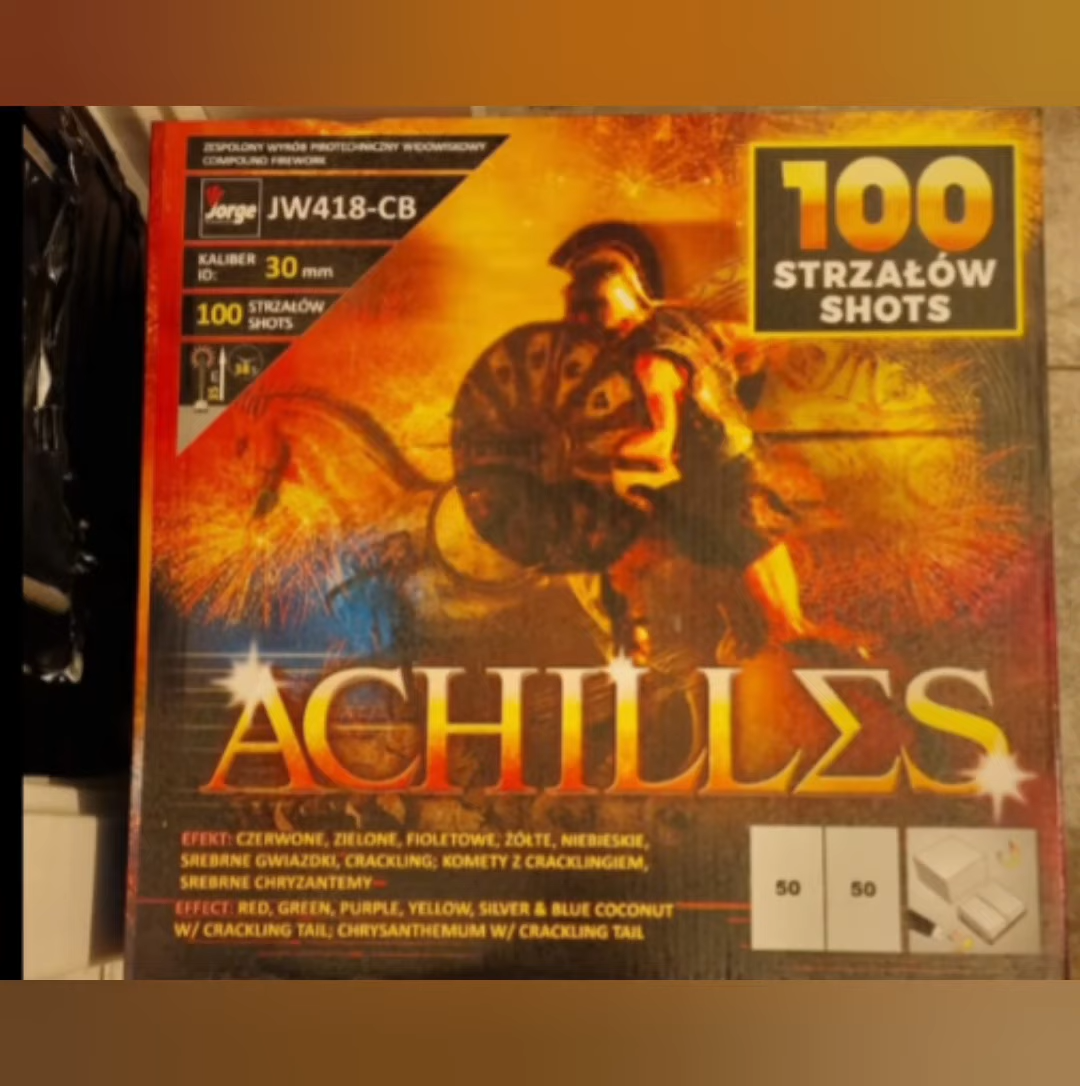 ZESPOLONY WYRÓB PIROTECHNICZNY WIDOWISKOWY
COMPOUND FIREWORK
Jorge JW418-CB
KALIBER
ID: 30 mm
100 STRZAŁÓW
SHOTS
100
STRZAŁÓW
SHOTS
ACHILLΣS
EFEKT: CZERWONE, ZIELONE, FIOLETOWE, ŻÓŁTE, NIEBIESKIE,
SREBRNE GWIAZDKI, CRACKLING; KOMETY Z CRACKLINGIEM,
SREBRNE CHRYZANTEMY
EFFECT: RED, GREEN, PURPLE, YELLOW, SILVER & BLUE COCONUT
W/ CRACKLING TAIL; CHRYSANTHEMUM W/ CRACKLING TAIL
50 50